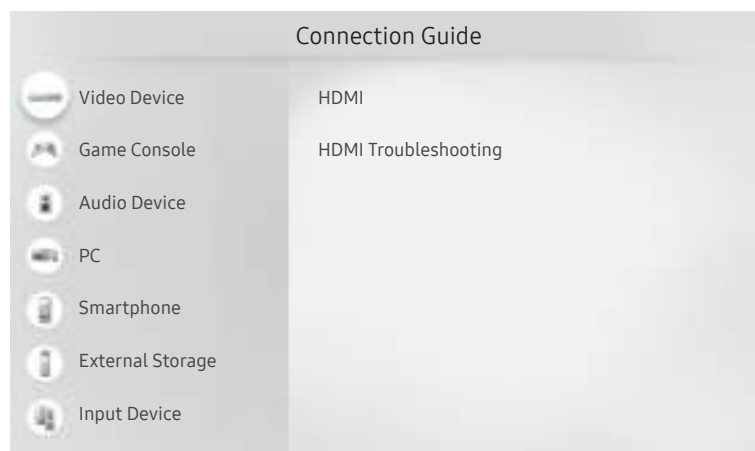 Connection Guide
Video Device
Game Console
Audio Device
PC
Smartphone
External Storage
Input Device
HDMI
HDMI Troubleshooting